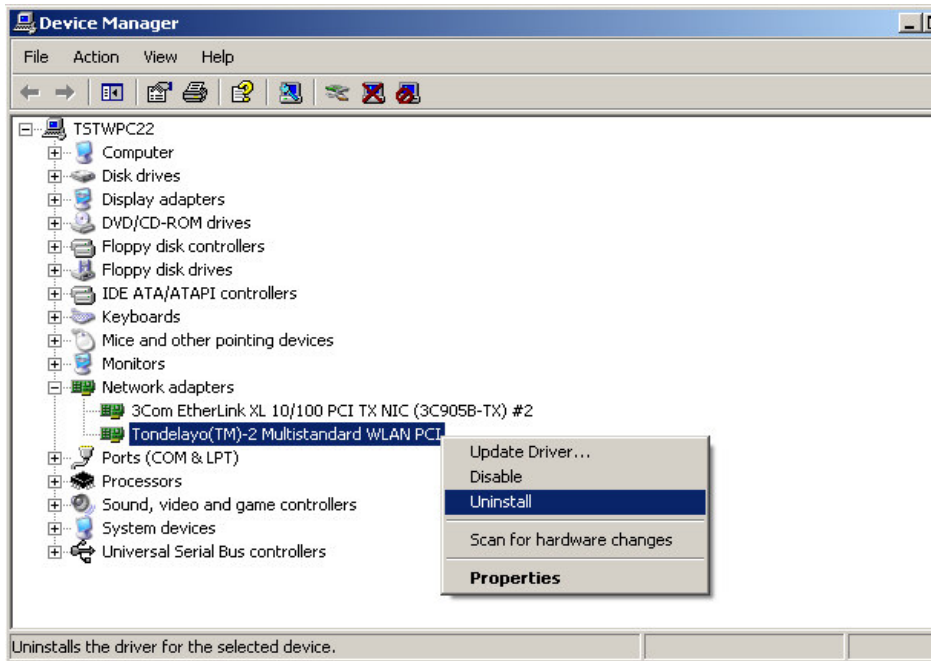 Device Manager
File Action View Help
TSTWPC22
Computer
Disk drives
Display adapters
DVD/CD-ROM drives
Floppy disk controllers
Floppy disk drives
IDE ATA/ATAPI controllers
Keyboards
Mice and other pointing devices
Monitors
Network adapters
3Com EtherLink XL 10/100 PCI TX NIC (3C905B-TX) #2
Tondelayo(TM)-2 Multistandard WLAN PCI
Ports (COM & LPT)
Processors
Sound, video and game controllers
System devices
Universal Serial Bus controllers
Update Driver...
Disable
Uninstall
Scan for hardware changes
Properties
Uninstalls the driver for the selected device.